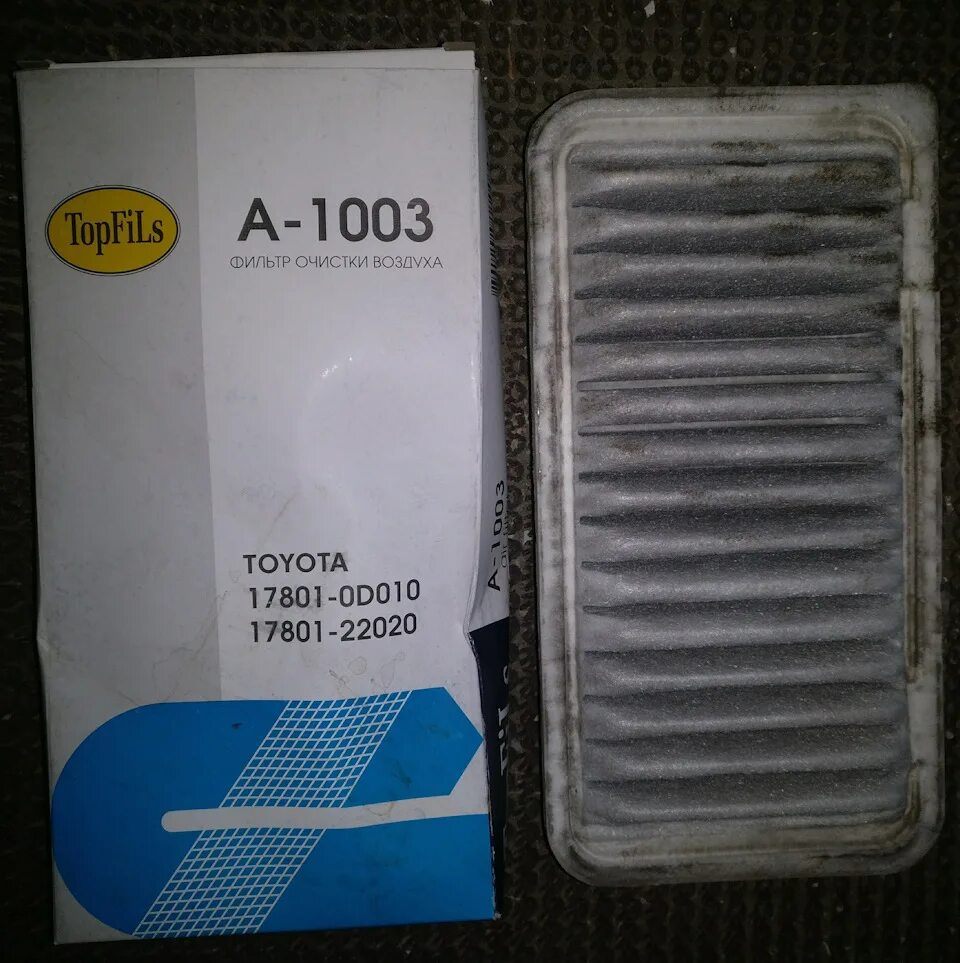 TopFiLs
A-1003
ФИЛЬТР ОЧИСТКИ ВОЗДУХА
TOYOTA
17801-0D010
17801-22020
A-1003